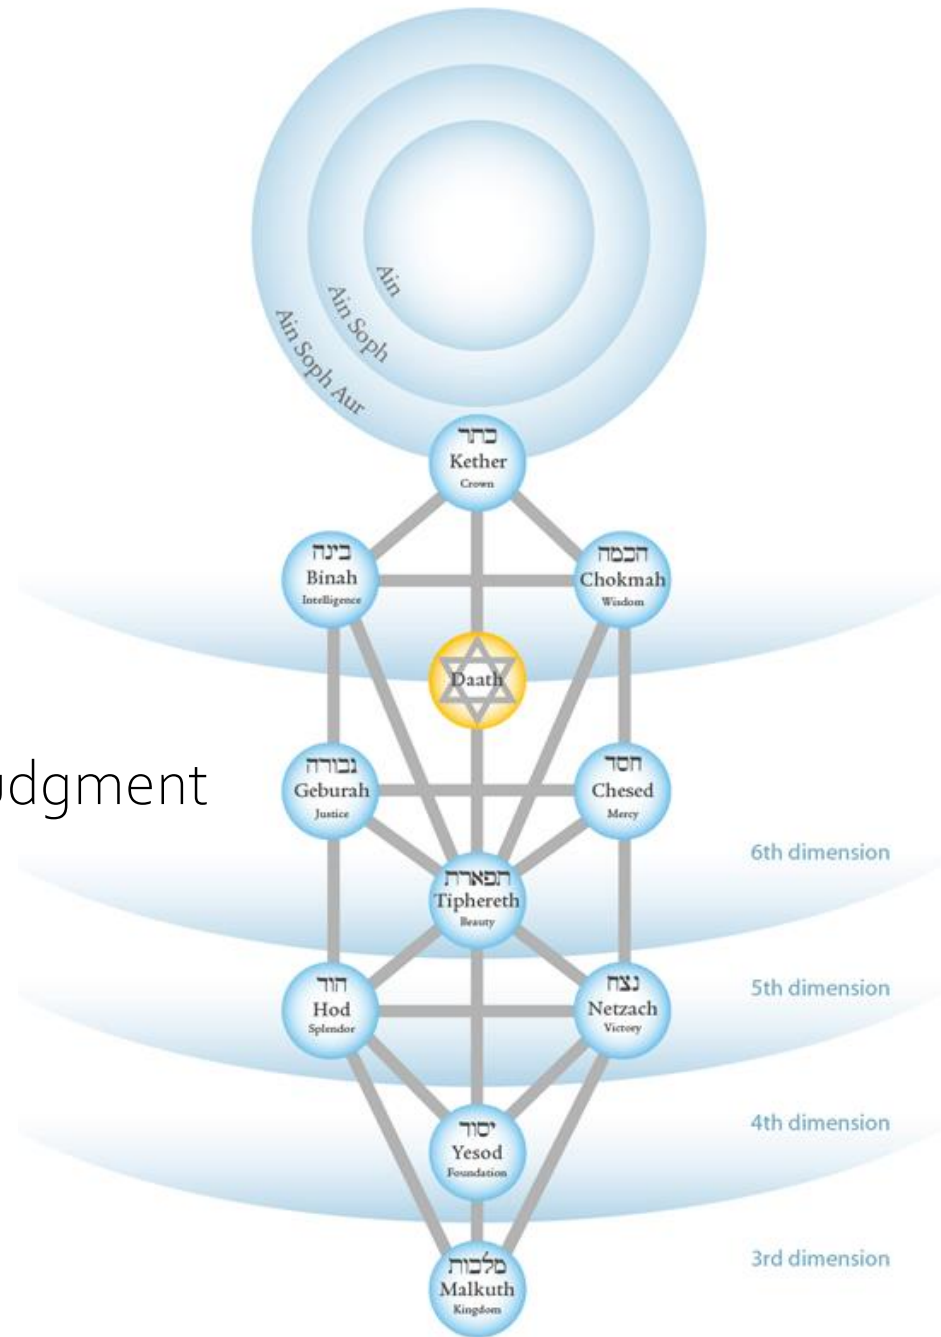 Ain
Ain Soph
Ain Soph Aur
כתר
Kether
Crown
בינה
Binah
Intelligence
חכמה
Chokmah
Wisdom
Daath
udgment
גבורה
Geburah
Justice
חסד
Chesed
Mercy
6th dimension
תפארת
Tiphereth
Beauty
הוד
Hod
Splendor
נצח
Netzach
Victory
5th dimension
4th dimension
יסוד
Yesod
Foundation
3rd dimension
מלכות
Malkuth
Kingdom